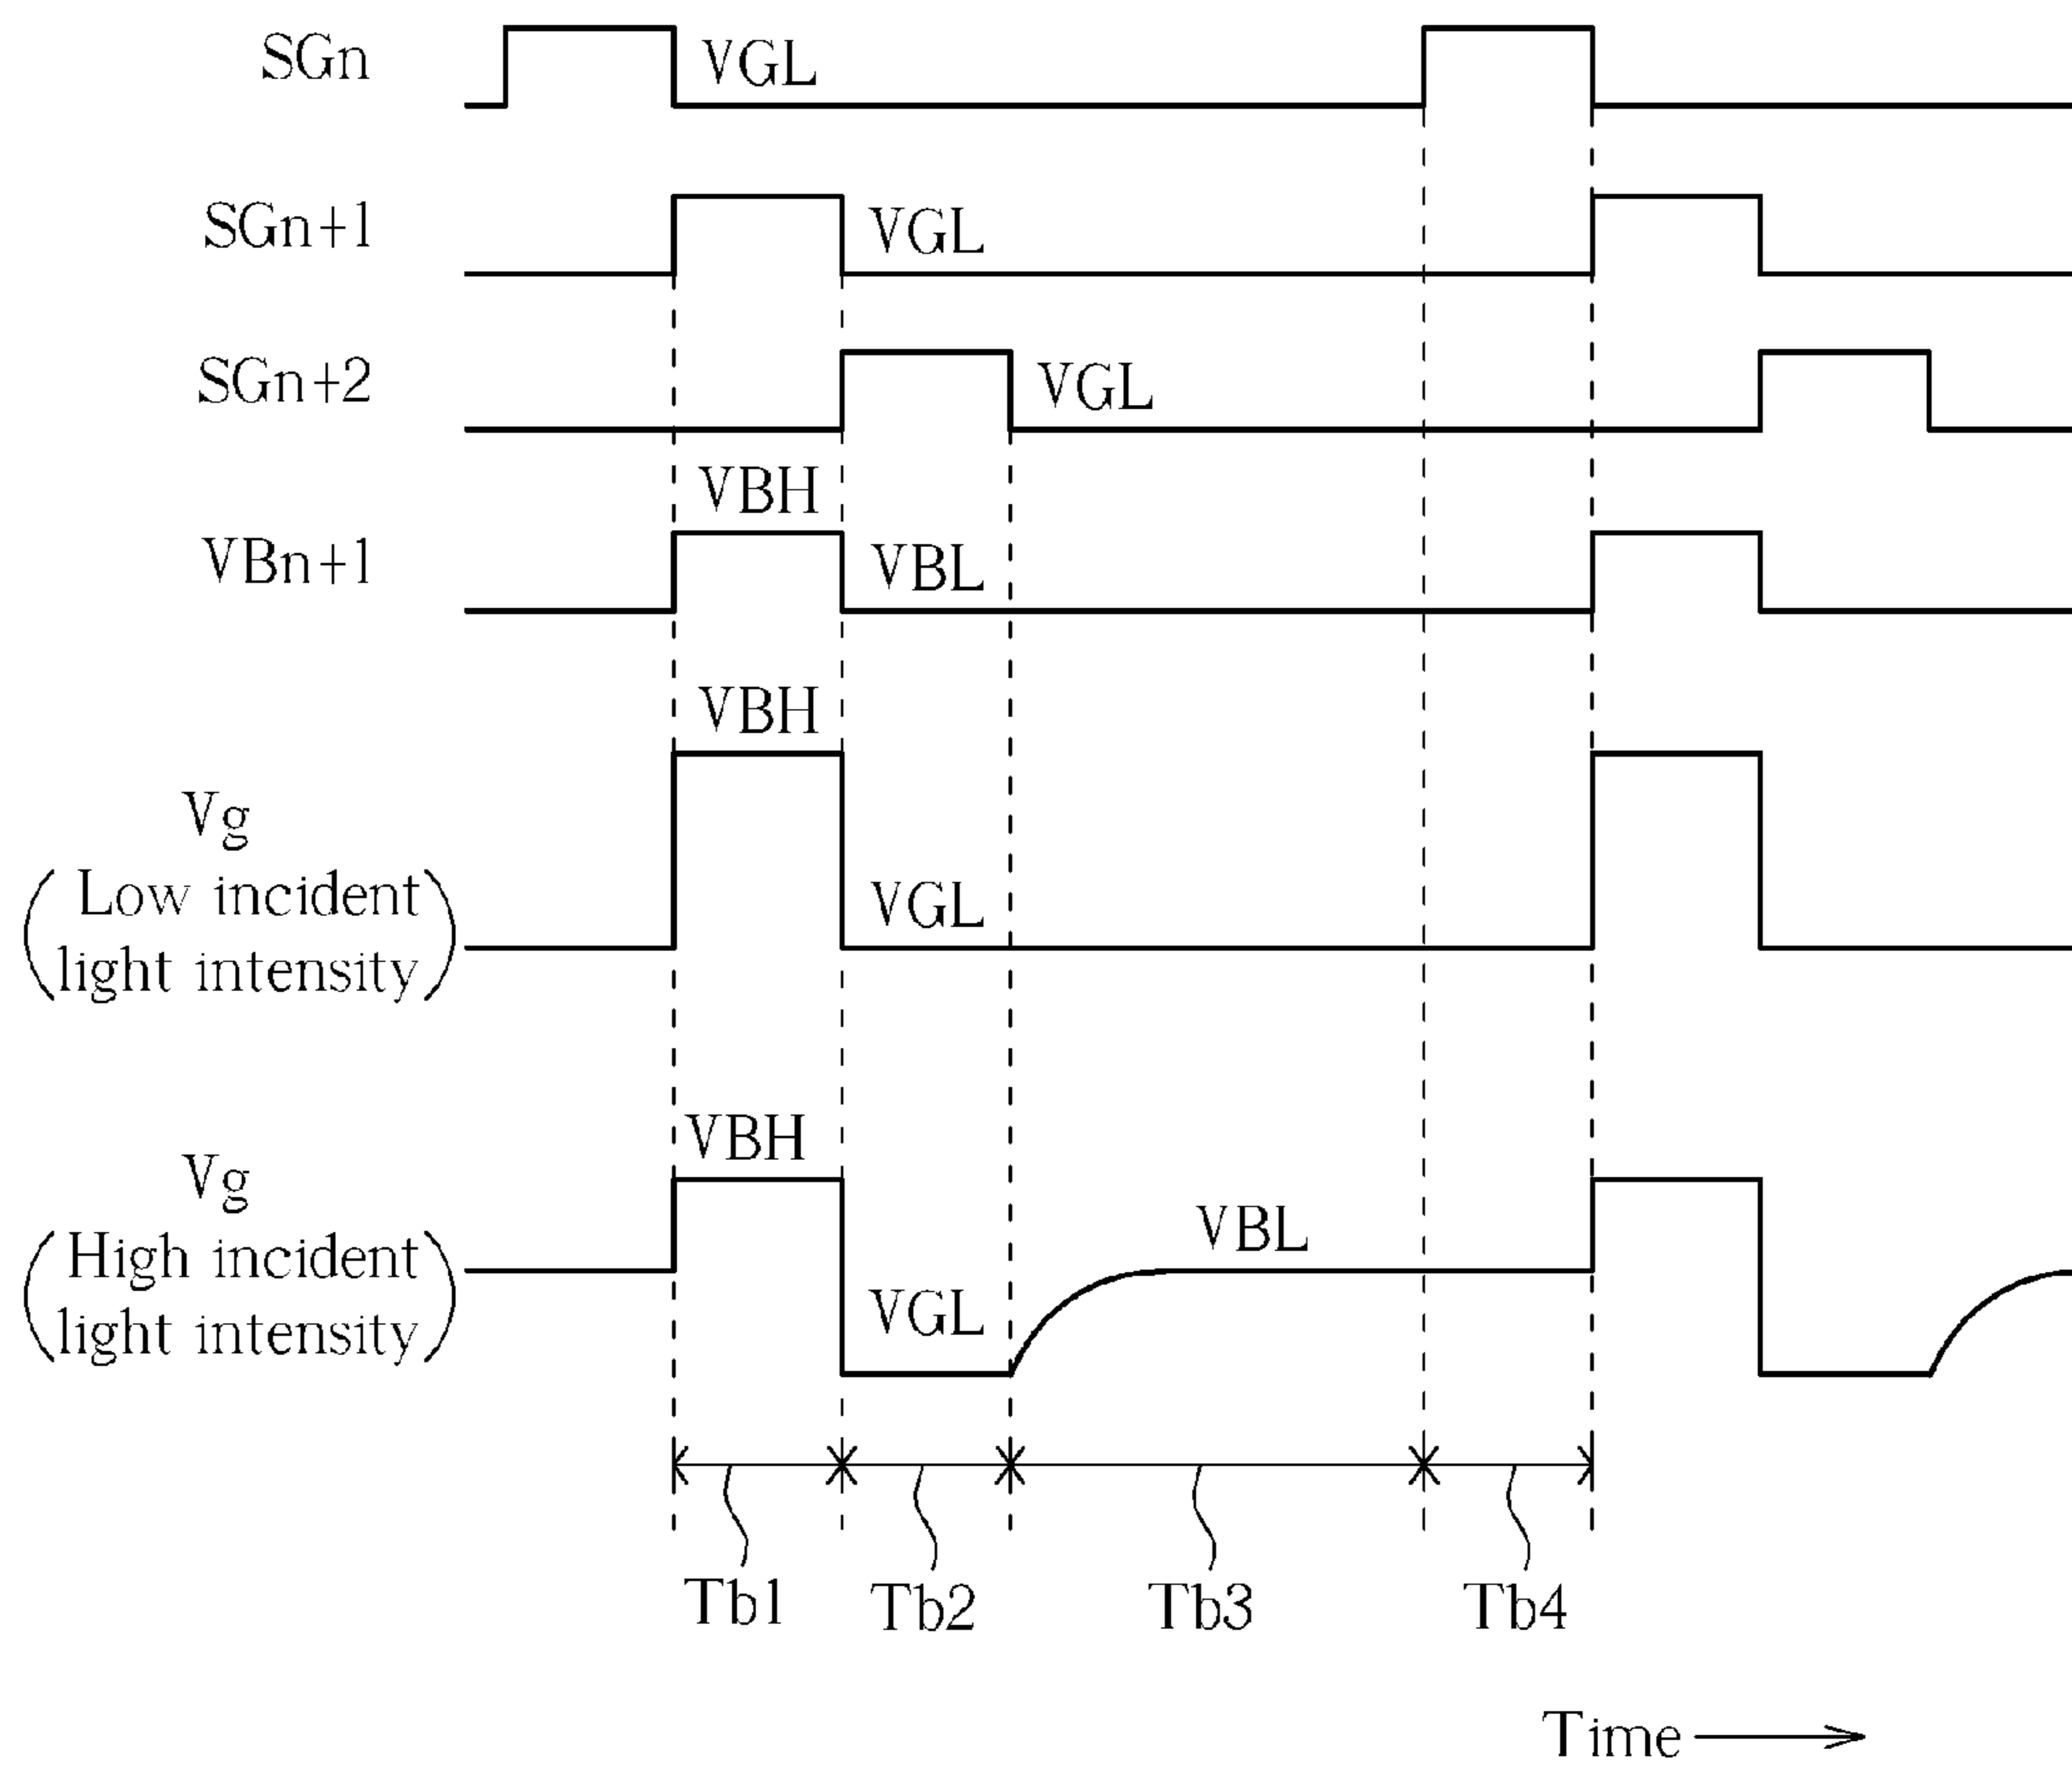 SGn
VGL
SGn+1
VGL
SGn+2
VGL
VBH
VBn+1
VBL
VBH
Vg
(Low incident
light intensity)
VGL
VBH
Vg
(High incident
light intensity)
VBL
VGL
Tb1
Tb2
Tb3
Tb4
Time